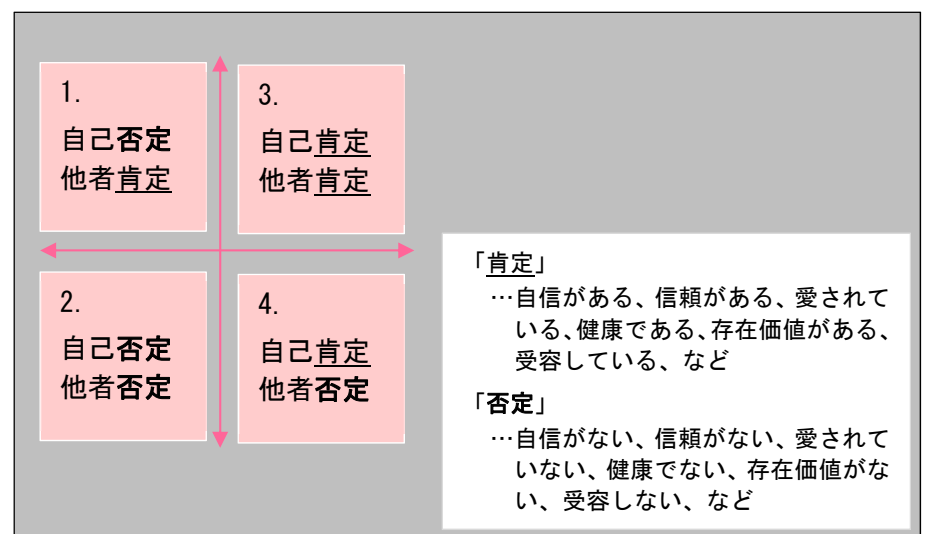 1.
自己否定
他者肯定
3.
自己肯定
他者肯定
2.
自己否定
他者否定
4.
自己肯定
他者否定
「肯定」
…自信がある、信頼がある、愛されて
いる、健康である、存在価値がある、
受容している、など
「否定」
…自信がない、信頼がない、愛されて
いない、健康でない、存在価値がな
い、受容しない、など